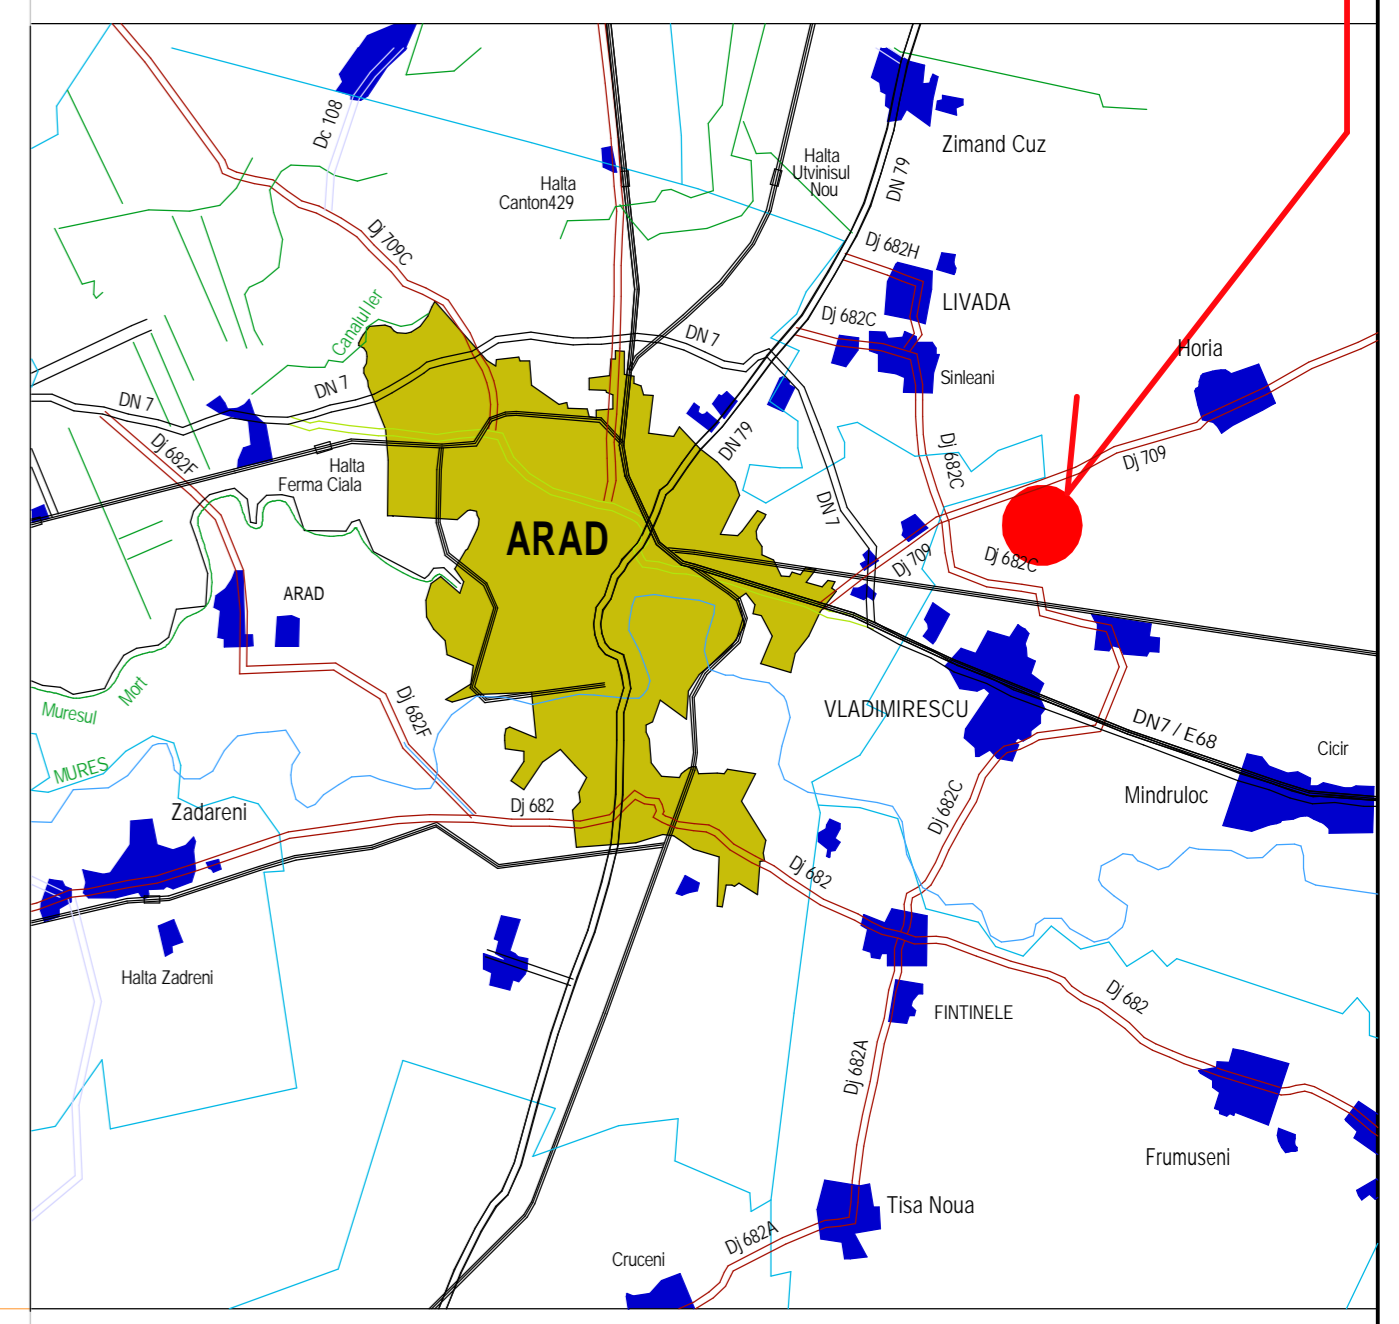 Dc 108
Zimand Cuz
Halta
Utvinisul
Nou
DN 79
Halta
Canton429
Dj 709C
Dj 682H
LIVADA
Canalul Ier
Dj 682C
DN 7
Horia
Sinleani
DN 7
DN 7
Dj 682F
DN 79
Dj 682C
Dj 709
Halta
Ferma Ciala
DN 7
ARAD
Dj 709
Dj 682C
ARAD
Mort
Muresul
Dj 682F
VLADIMIRESCU
DN7 / E68
Cicir
MURES
Mindruloc
Zadareni
Dj 682
Dj 682C
Dj 682
Halta Zadreni
Dj 682
FINTINELE
Dj 682A
Frumuseni
Tisa Noua
Dj 682A
Cruceni